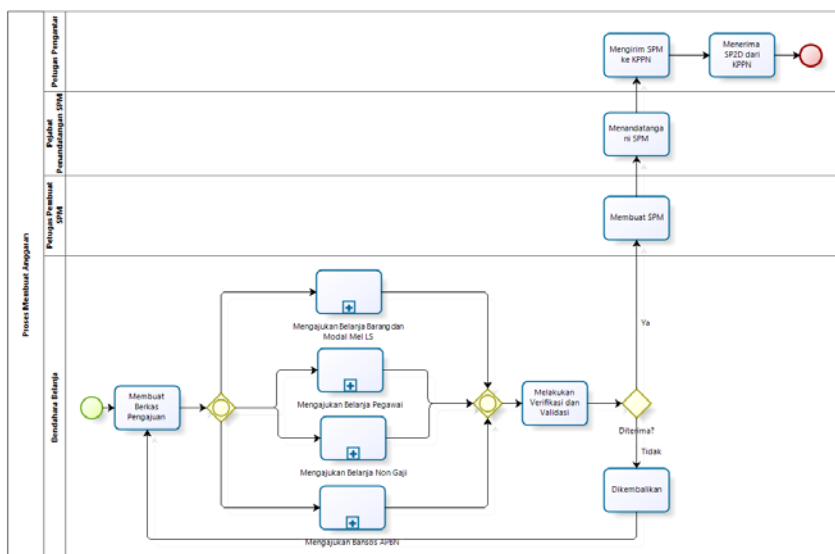 Proses Membuat Anggaran
Petugas Pengantar
Mengirim SPM
ke KPPN
Menerima
SP2D dari
KPPN
Pejabat
Penandatangan SPM
Menandatanga
ni SPM
Petugas Pembuat
SPM
Membuat SPM
Bendahara Belanja
Membuat
Berkas
Pengajuan
Mengajukan Belanja Barang dan
Modal Mel LS
Mengajukan Belanja Pegawai
Mengajukan Belanja Non Gaji
Mengajukan Bansos APBN
Melakukan
Verifikasi dan
Validasi
Diterima?
Ya
Tidak
Dikembalikan